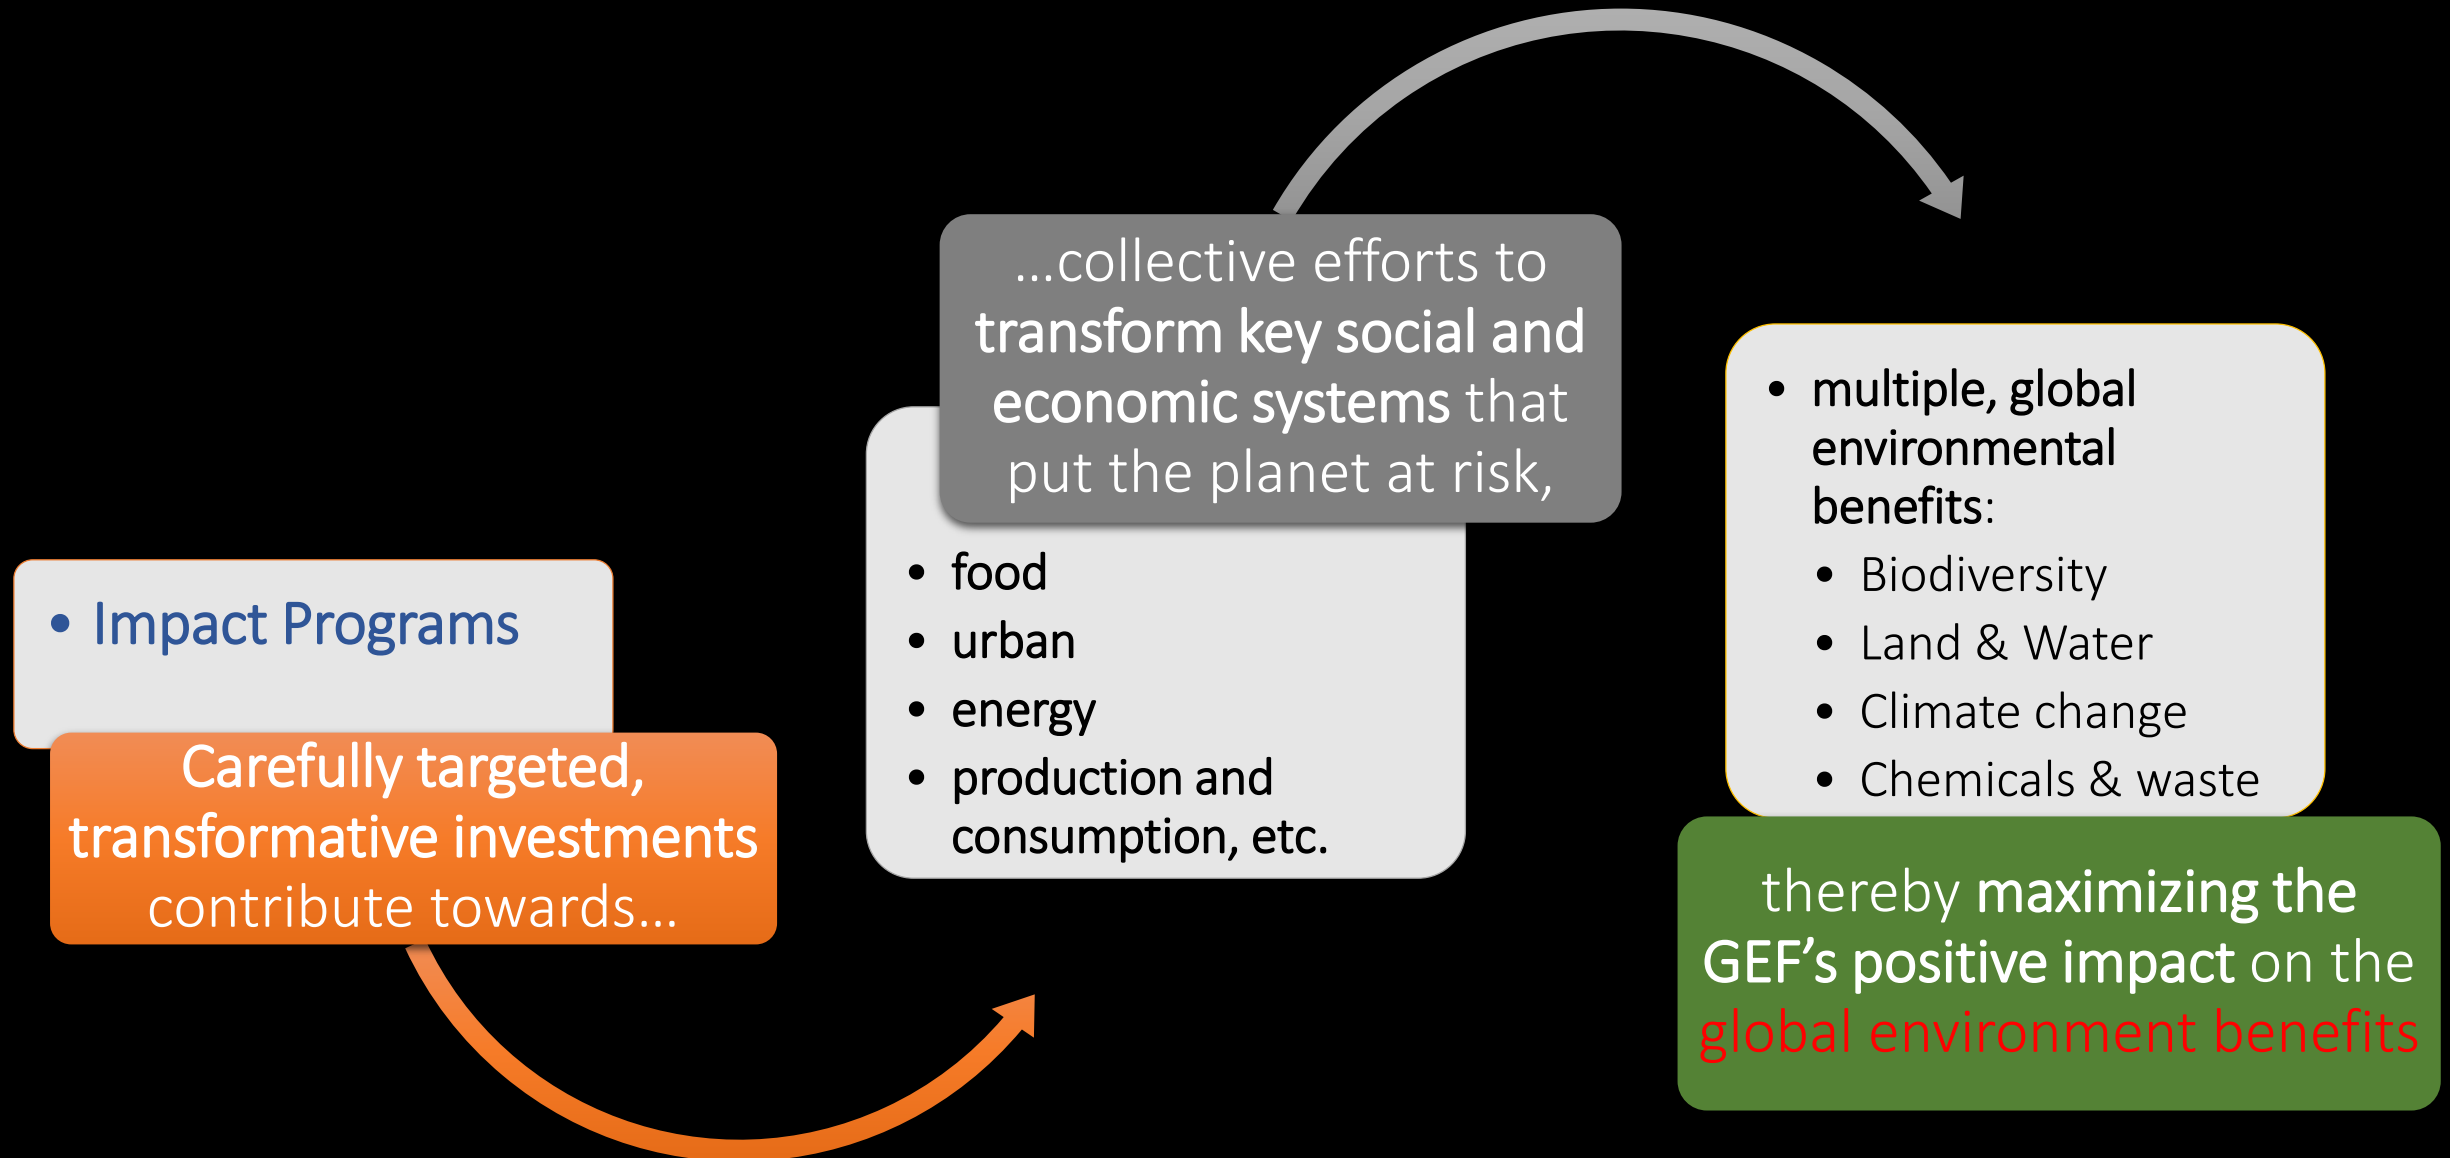 • Impact Programs
Carefully targeted,
transformative investments
contribute towards...
...collective efforts to
transform key social and
economic systems that
put the planet at risk,
• food
• urban
• energy
• production and
consumption, etc.
• multiple, global
environmental
benefits:
• Biodiversity
• Land & Water
• Climate change
• Chemicals & waste
thereby maximizing the
GEF’s positive impact on the
global environment benefits